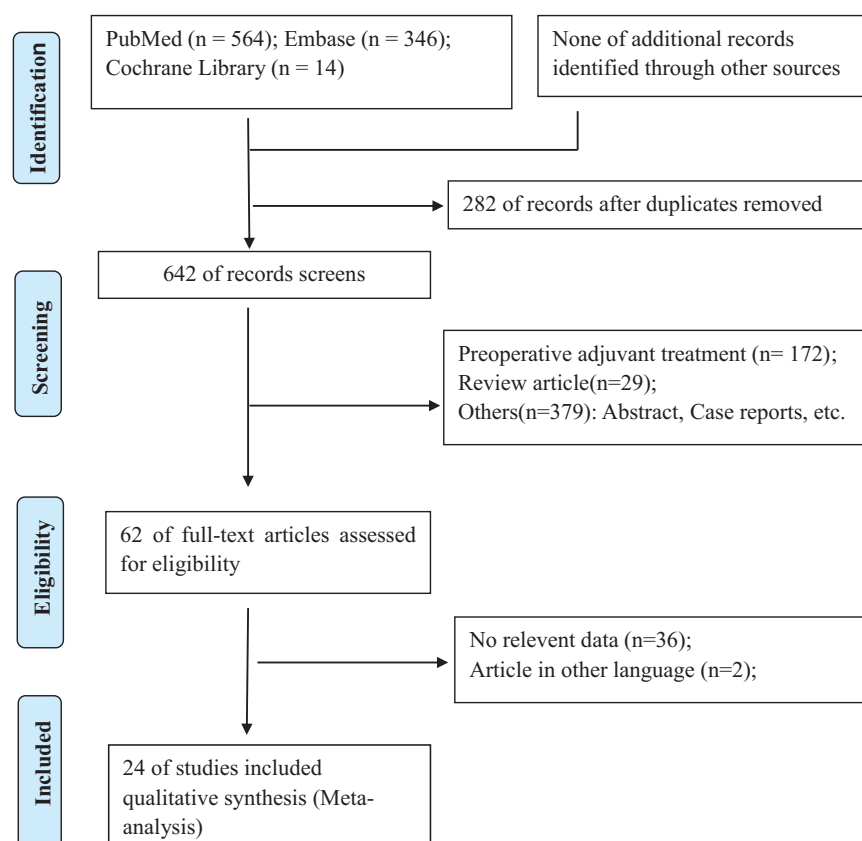 Identification
PubMed (n = 564); Embase (n = 346);
Cochrane Library (n = 14)
None of additional records
identified through other sources
282 of records after duplicates removed
Screening
642 of records screens
Preoperative adjuvant treatment (n= 172);
Review article(n=29);
Others(n=379): Abstract, Case reports, etc.
Eligibility
62 of full-text articles assessed
for eligibility
No relevent data (n=36);
Article in other language (n=2);
Included
24 of studies included
qualitative synthesis (Meta-
analysis)